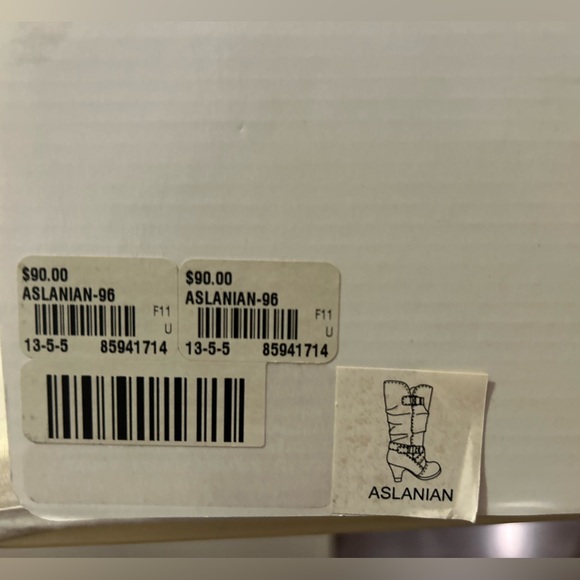 $90.00
ASLANIAN-96
F11
U
13-5-5 85941714
$90.00
ASLANIAN-96
F11
U
13-5-5 85941714
ASLANIAN